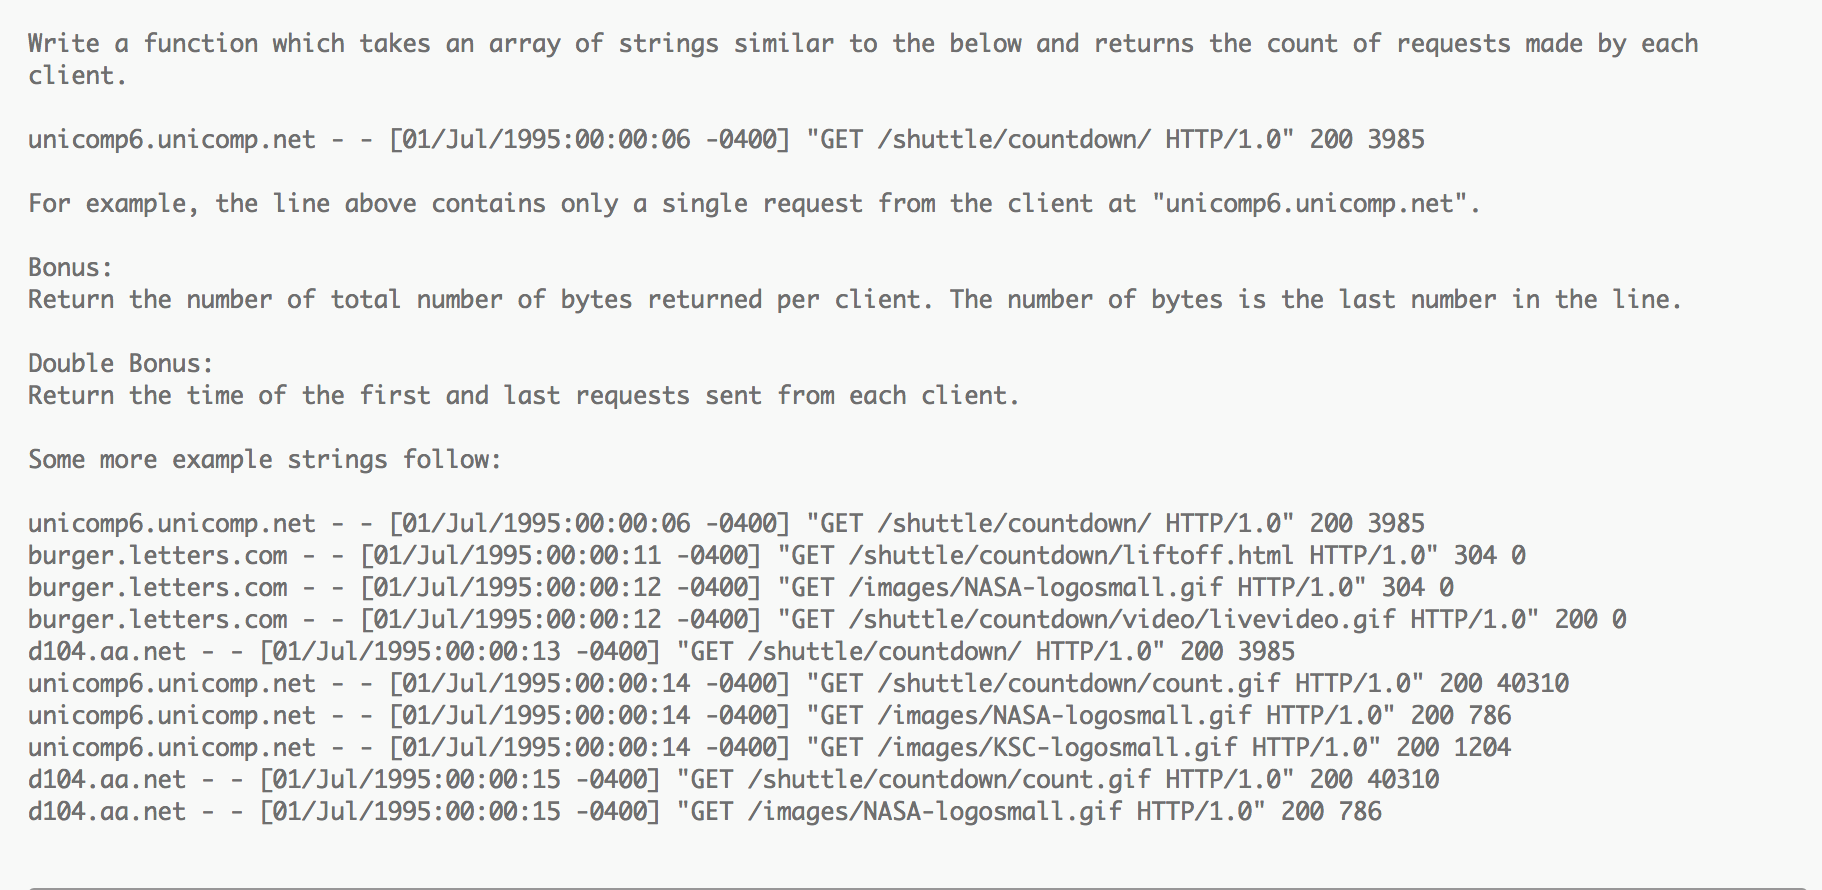 Write a function which takes an array of strings similar to the below and returns the count of requests made by each
client.
unicomp6.unicomp.net - - [01/Jul/1995:00:00:06 -0400] "GET /shuttle/countdown/ HTTP/1.0" 200 3985
For example, the line above contains only a single request from the client at "unicomp6.unicomp.net".
Bonus:
Return the number of total number of bytes returned per client. The number of bytes is the last number in the line.
Double Bonus:
Return the time of the first and last requests sent from each client.
Some more example strings follow:
unicomp6.unicomp.net - - [01/Jul/1995:00:00:06 -0400] "GET /shuttle/countdown/ HTTP/1.0" 200 3985
burger.letters.com - - [01/Jul/1995:00:00:11 -0400] "GET /shuttle/countdown/liftoff.html HTTP/1.0" 304 0
burger.letters.com - - [01/Jul/1995:00:00:12 -0400] "GET /images/NASA-logosmall.gif HTTP/1.0" 304 0
burger.letters.com - - [01/Jul/1995:00:00:12 -0400] "GET /shuttle/countdown/video/livevideo.gif HTTP/1.0" 200 0
d104.aa.net - - [01/Jul/1995:00:00:13 -0400] "GET /shuttle/countdown/ HTTP/1.0" 200 3985
unicomp6.unicomp.net - - [01/Jul/1995:00:00:14 -0400] "GET /shuttle/countdown/count.gif HTTP/1.0" 200 40310
unicomp6.unicomp.net - - [01/Jul/1995:00:00:14 -0400] "GET /images/NASA-logosmall.gif HTTP/1.0" 200 786
unicomp6.unicomp.net - - [01/Jul/1995:00:00:14 -0400] "GET /images/KSC-logosmall.gif HTTP/1.0" 200 1204
d104.aa.net - - [01/Jul/1995:00:00:15 -0400] "GET /shuttle/countdown/count.gif HTTP/1.0" 200 40310
d104.aa.net - - [01/Jul/1995:00:00:15 -0400] "GET /images/NASA-logosmall.gif HTTP/1.0" 200 786